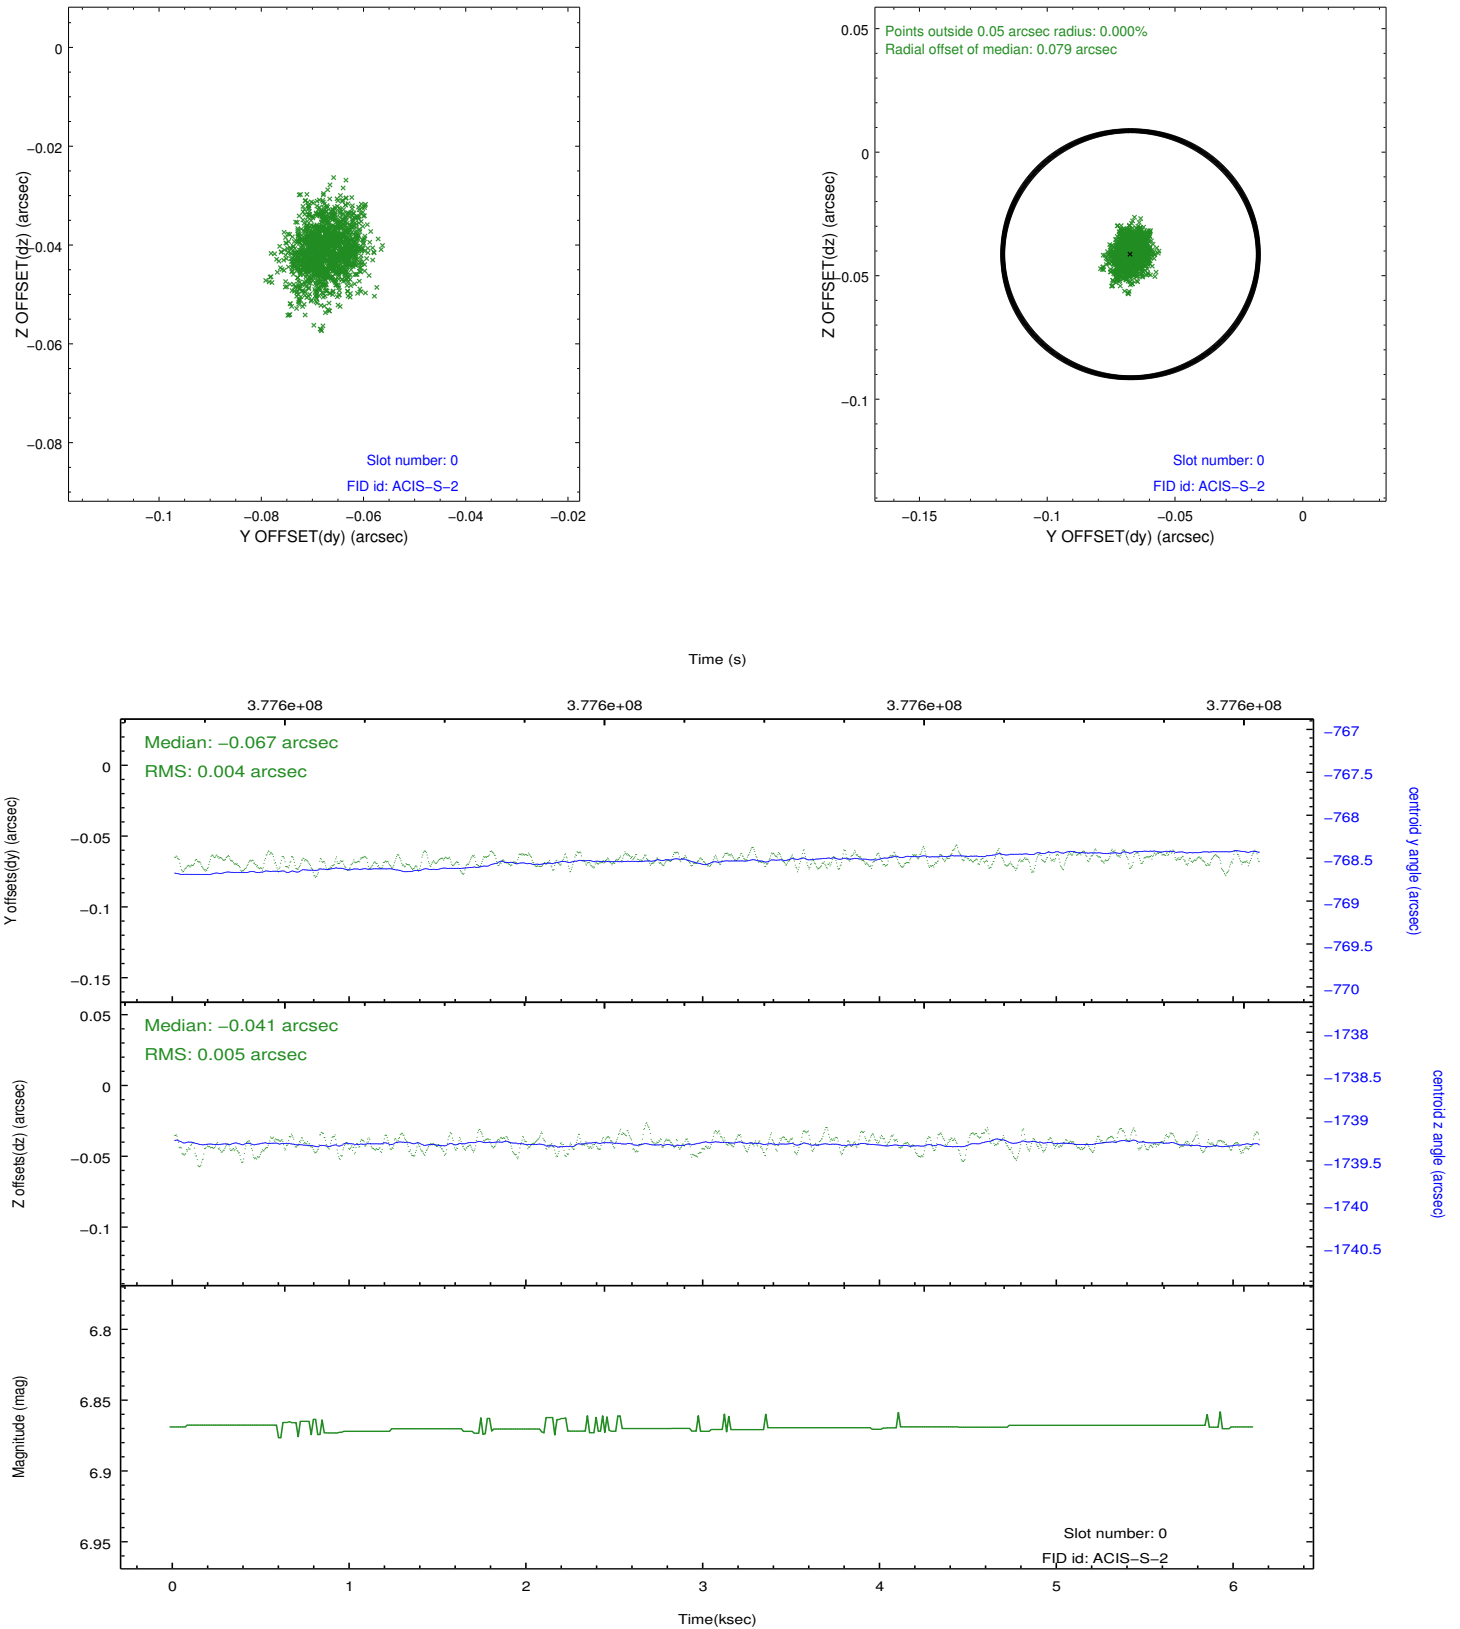 0
−0.02
−0.04
−0.06
−0.08
Z OFFSET(dz) (arcsec)
Slot number: 0
FID id: ACIS−S−2
−0.1
−0.08
−0.06
−0.04
−0.02
Y OFFSET(dy) (arcsec)
Points outside 0.05 arcsec radius: 0.000%
Radial offset of median: 0.079 arcsec
0.05
0
−0.05
−0.1
Z OFFSET(dz) (arcsec)
Slot number: 0
FID id: ACIS−S−2
−0.15
−0.1
−0.05
0
Y OFFSET(dy) (arcsec)
Time (s)
3.776e+08
3.776e+08
3.776e+08
3.776e+08
Median: −0.067 arcsec
RMS: 0.004 arcsec
0
−0.05
−0.1
−0.15
Y offsets(dy) (arcsec)
−767
−767.5
−768
−768.5
−769
−769.5
−770
centroid y angle (arcsec)
Median: −0.041 arcsec
RMS: 0.005 arcsec
0.05
0
−0.05
−0.1
Z offsets(dz) (arcsec)
−1738
−1738.5
−1739
−1739.5
−1740
−1740.5
centroid z angle (arcsec)
6.8
6.85
6.9
6.95
Magnitude (mag)
Slot number: 0
FID id: ACIS−S−2
0
1
2
3
4
5
6
Time(ksec)